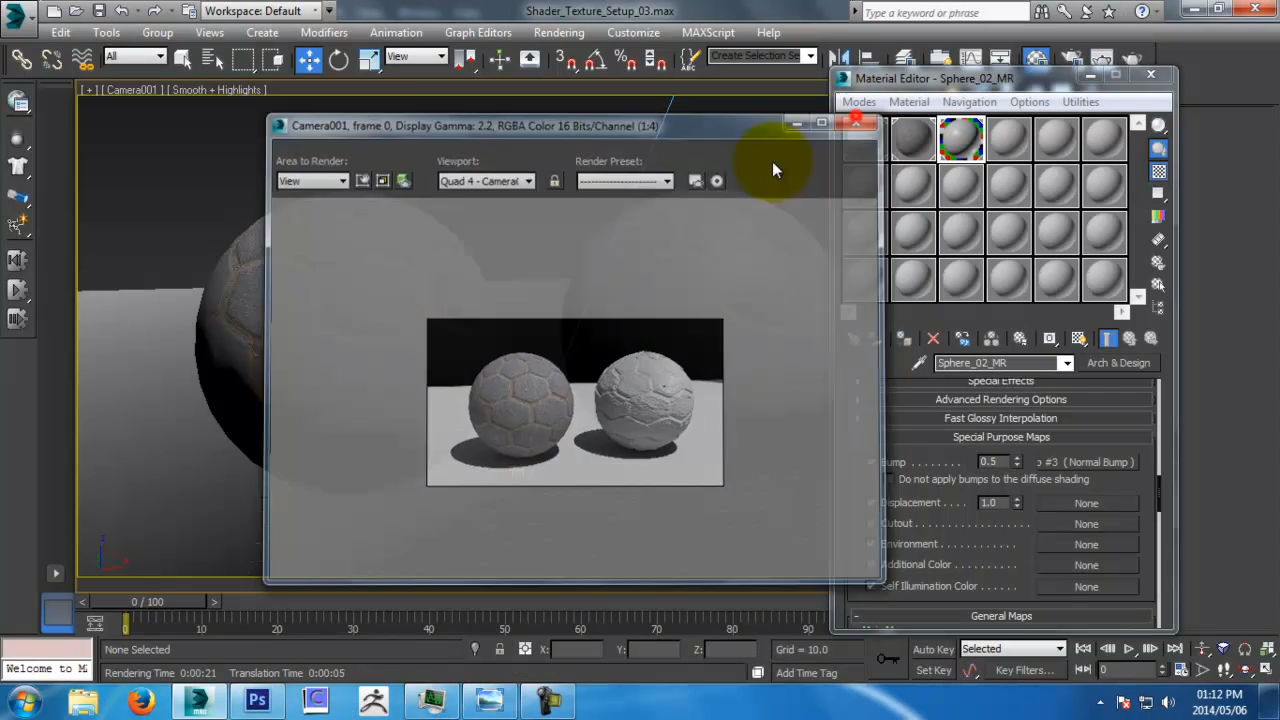 Workspace: Default
Shader_Texture_Setup_03.max
Type a keyword or phrase
Edit Tools Group Views Create Modifiers Animation Graph Editors Rendering Customize MAXScript Help
All
View
Create Selection Se
[ + ] [ Camera001 ] [ Smooth + Highlights ]
Material Editor - Sphere_02_MR
Modes Material Navigation Options Utilities
Camera001, frame 0, Display Gamma: 2.2, RGBA Color 16 Bits/Channel (1:4)
Area to Render: Viewport: Render Preset:
View Quad 4 - Camera( --------------------
Sphere_02_MR Arch & Design
Special Effects
Advanced Rendering Options
Fast Glossy Interpolation
Special Purpose Maps
Bump 0.5 p #3 ( Normal Bump )
Do not apply bumps to the diffuse shading
Displacement 1.0 None
Cutout None
Environment None
Additional Color None
Self Illumination Color None
General Maps
0 / 100
0 10 20 30 40 50 60 70 80 90
None Selected X: Y: Z: Grid = 10.0 Auto Key Selected
Welcome to M Rendering Time 0:00:21 Translation Time 0:00:05 Add Time Tag Set Key Key Filters... 0
Ps
01:12 PM
2014/05/06